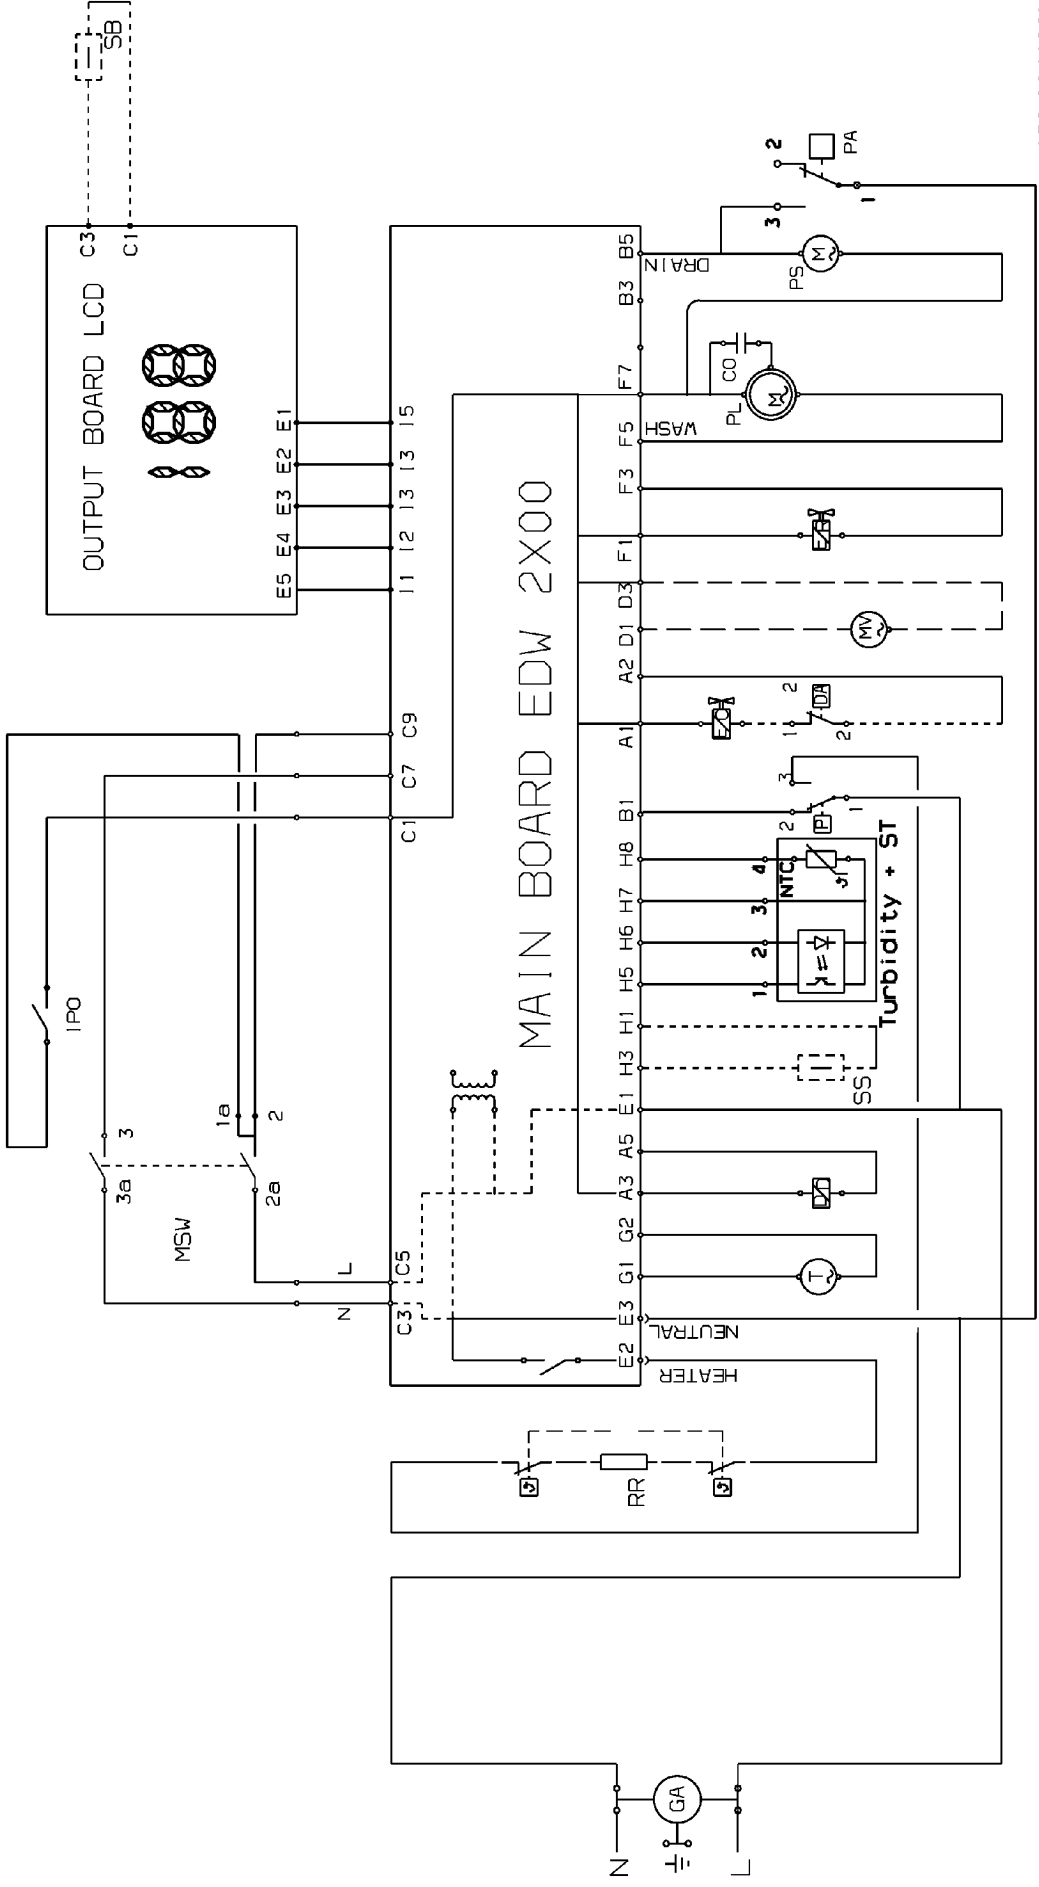 SB
C3
C1
OUTPUT BOARD LCD
E1
E2
E3
E4
E5
I5
I3
I3
I2
I1
C9
C7
C1
IPO
1a
2
3
3a
2a
MSW
L
N
C5
C3
MAIN BOARD EDW 2X00
B5
B3
F7
F5
F3
F1
D3
D1
A2
A1
B1
H8
H7
H6
H5
H1
H3
E1
A5
A3
G2
G1
E3
E2
DRAIN
WASH
NEUTRAL
HEATER
2
PA
1
3
M
PS
CO
M
PL
ER
MV
EC
2
DA
1
2
3
2
P
1
4
NTC
3
2
1
Turbidity + ST
SS
DD
T
RR
N
GA
L